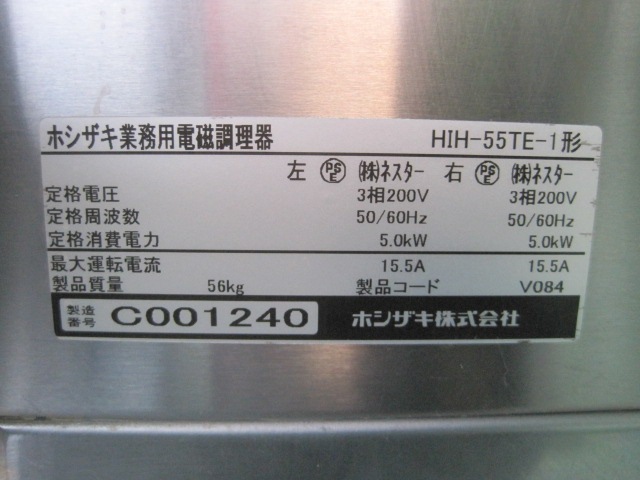 ホシザキ業務用電磁調理器 HIH-55TE-1形
左 PSE ㈱ネスター 右 PSE ㈱ネスター
定格電圧 3相200V 3相200V
定格周波数 50/60Hz 50/60Hz
定格消費電力 5.0kW 5.0kW
最大運転電流 15.5A 15.5A
製品質量 56kg 製品コード V084
製造番号 C001240 ホシザキ株式会社